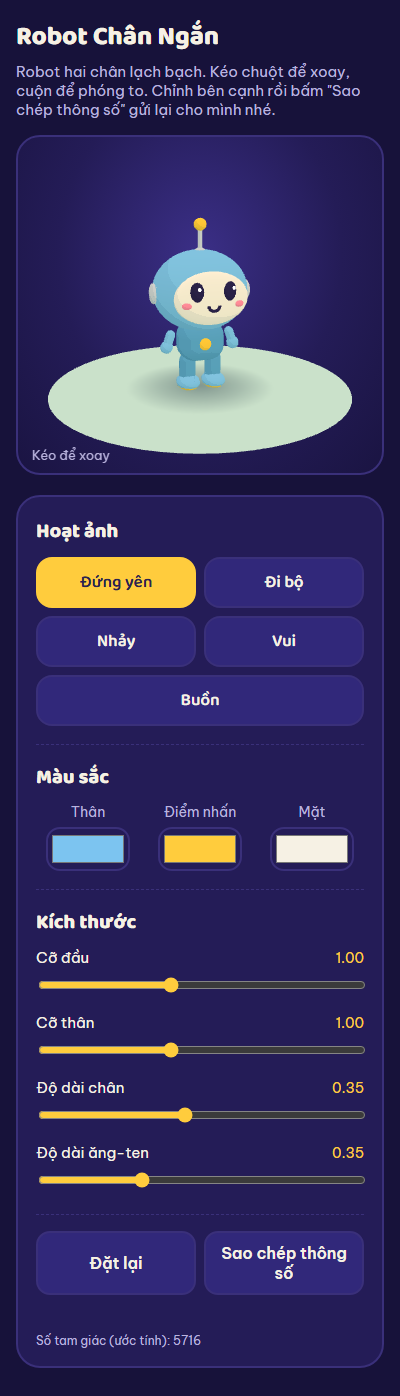 Robot Chân Ngắn
Robot hai chân lạch bạch. Kéo chuột để xoay,
cuộn để phóng to. Chỉnh bên cạnh rồi bấm "Sao
chép thông số" gửi lại cho mình nhé.
Kéo để xoay
Hoạt ảnh
Đứng yên
Đi bộ
Nhảy
Vui
Buồn
Màu sắc
Thân
Điểm nhấn
Mặt
Kích thước
Cỡ đầu 1.00
Cỡ thân 1.00
Độ dài chân 0.35
Độ dài ăng-ten 0.35
Đặt lại
Sao chép thông
số
Số tam giác (ước tính): 5716